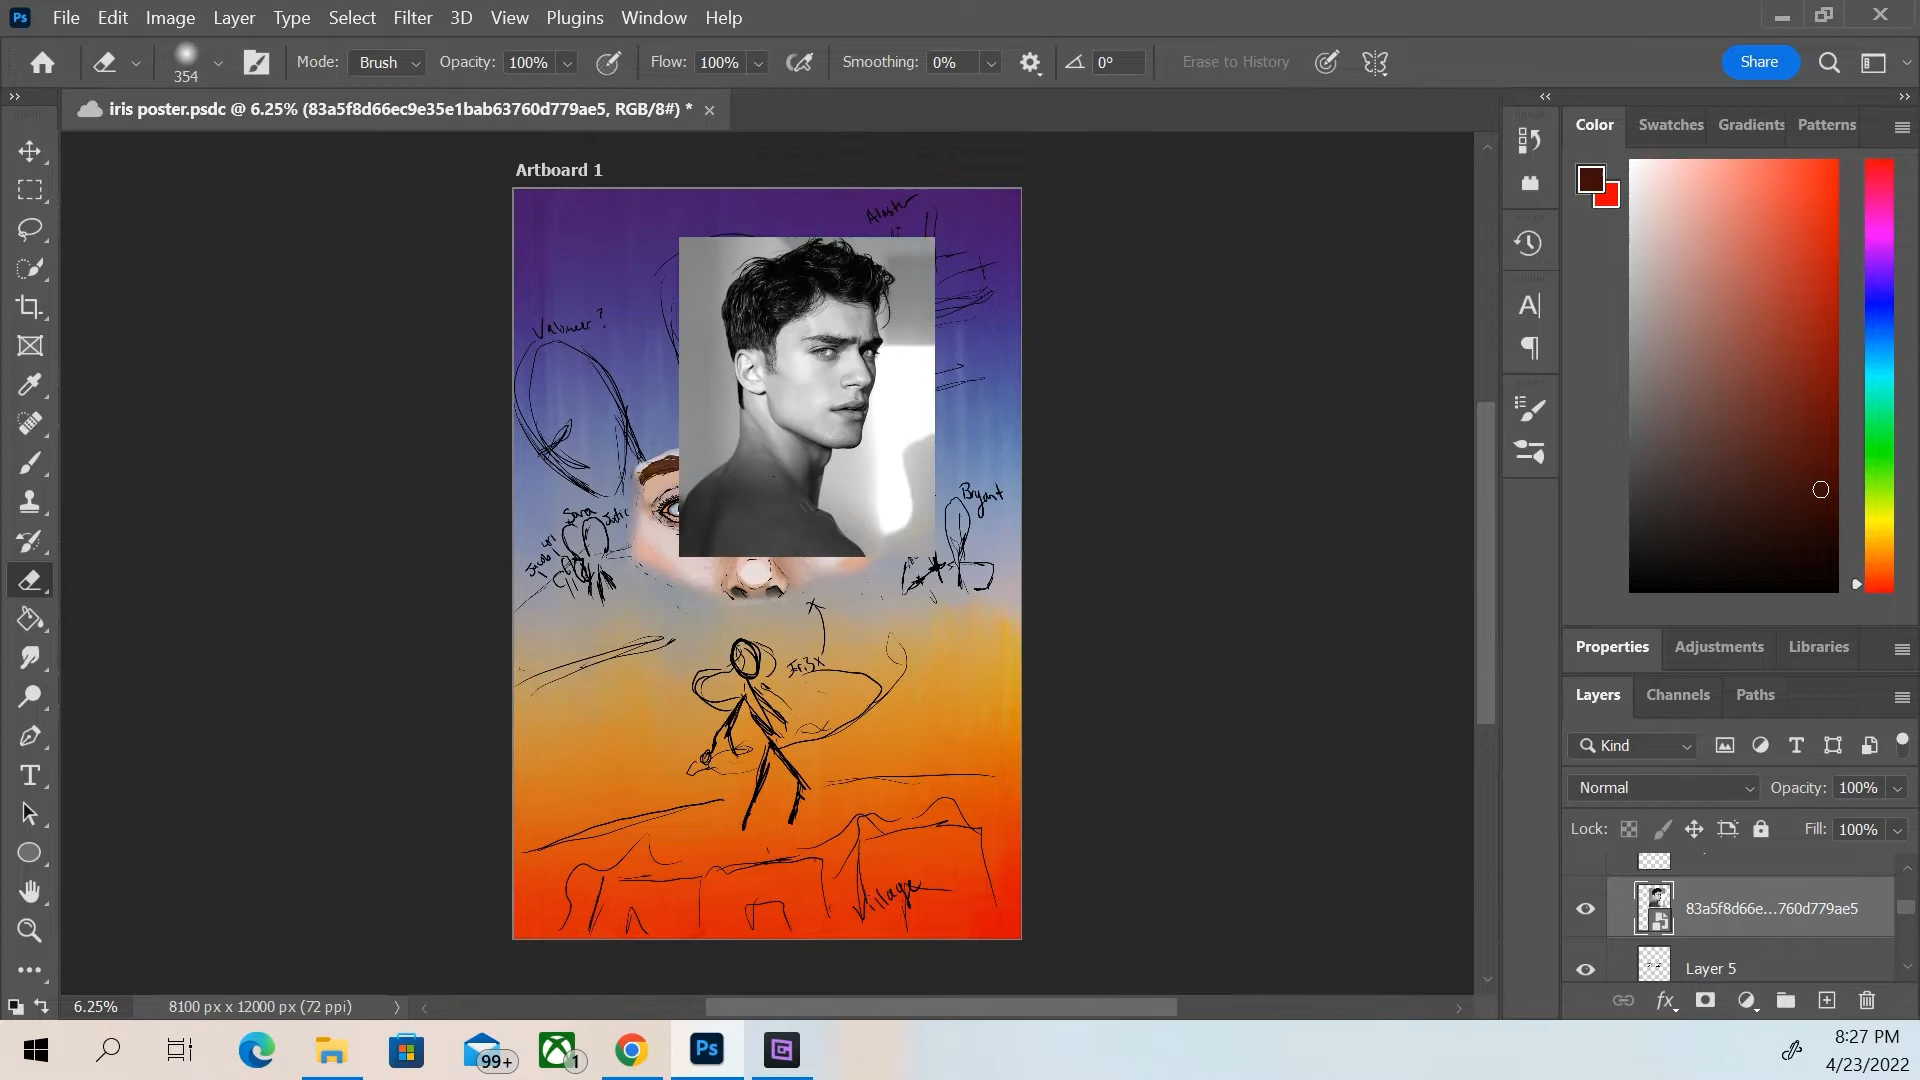 Ps File Edit Image Layer Type Select Filter 3D View Plugins Window Help
354 Mode: Brush Opacity: 100% Flow: 100% Smoothing: 0% 0° Erase to History Share
iris poster.psdc @ 6.25% (83a5f8d66ec9e35e1bab63760d779ae5, RGB/8#) *
Color Swatches Gradients Patterns
Artboard 1
Sara
Bryant
Village
Properties Adjustments Libraries
Layers Channels Paths
Kind
Normal Opacity: 100%
Lock: Fill: 100%
83a5f8d66e...760d779ae5
Layer 5
6.25% 8100 px x 12000 px (72 ppi)
99+
1
Ps
8:27 PM
4/23/2022